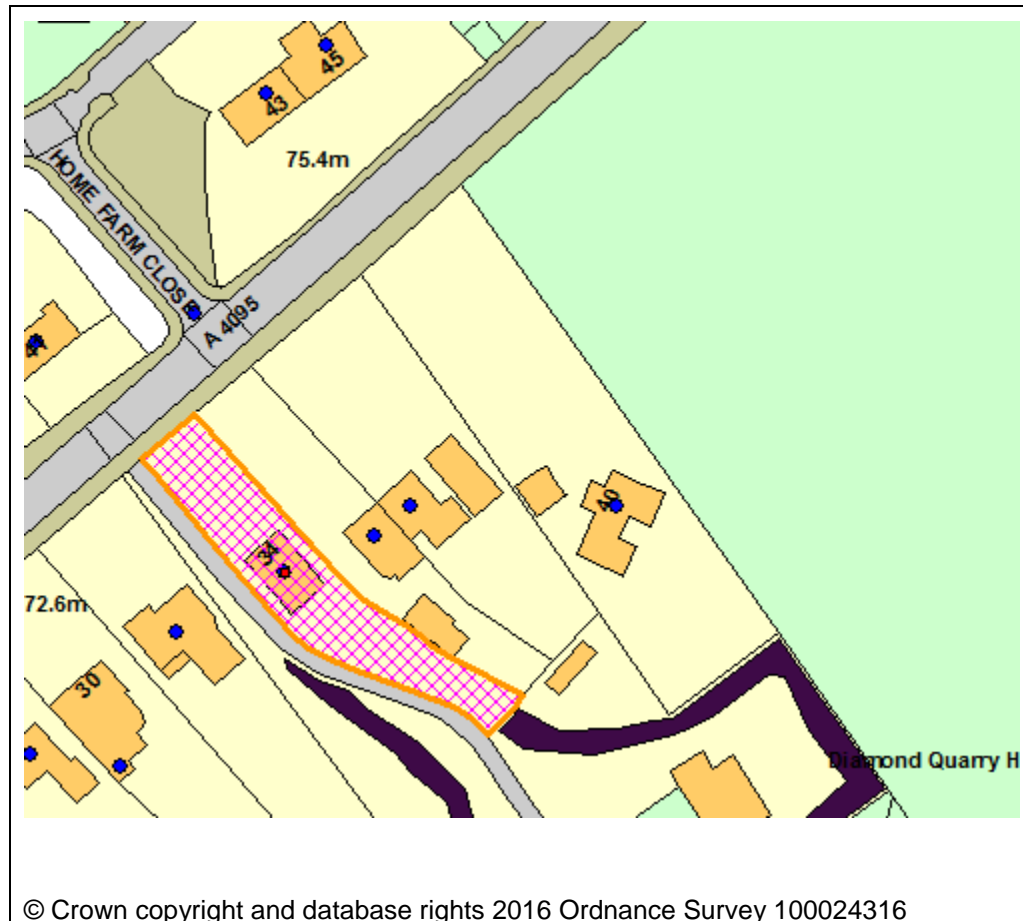 45
43
75.4m
HOME FARM CLOSE
A 4095
40
34
72.6m
30
Diamond Quarry H
© Crown copyright and database rights 2016 Ordnance Survey 100024316